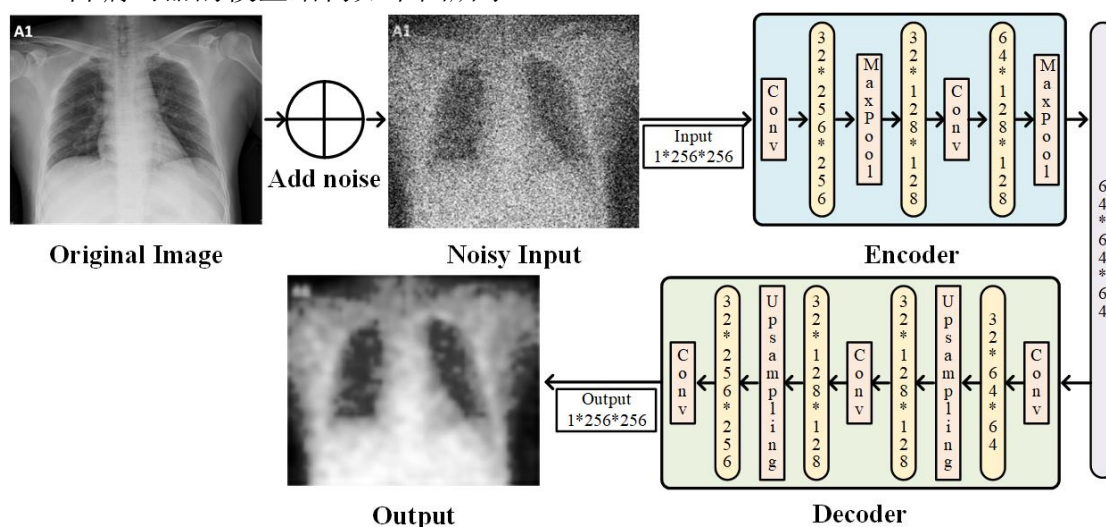 A1
A1
Add noise
Input
1*256*256
Conv
32*256*256
MaxPool
32*128*128
Conv
64*128*128
MaxPool
Original Image
Noisy Input
Encoder
64*64*64
Conv
32*64*64
Upsampling
32*128*128
Conv
32*128*128
Upsampling
32*256*256
Conv
Output
1*256*256
Output
Decoder